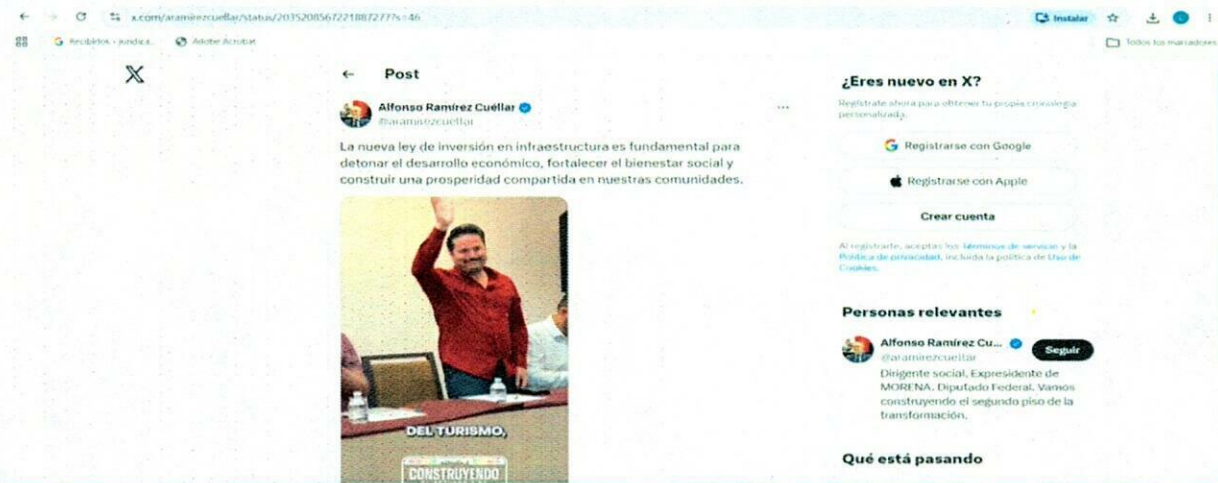 x.com/aramirezcuellar/status/2035208567221887277?s=46
Instalar
Recibidos - juridica...
Adobe Acrobat
Todos los marcadores
Post
Alfonso Ramírez Cuéllar
@aramirezcuellar
La nueva ley de inversión en infraestructura es fundamental para
detonar el desarrollo económico, fortalecer el bienestar social y
construir una prosperidad compartida en nuestras comunidades.
DEL TURISMO,
CONSTRUYENDO
¿Eres nuevo en X?
Regístrate ahora para obtener tu propia cronología
personalizada.
Registrarse con Google
Registrarse con Apple
Crear cuenta
Al registrarte, aceptas los Términos de servicio y la
Política de privacidad, incluida la política de Uso de
Cookies.
Personas relevantes
Alfonso Ramírez Cu...
@aramirezcuellar
Seguir
Dirigente social, Expresidente de
MORENA. Diputado Federal. Vamos
construyendo el segundo piso de la
transformación.
Qué está pasando